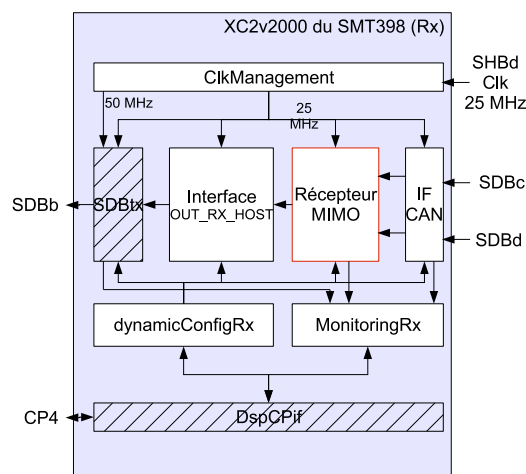 XC2v2000 du SMT398 (Rx)
ClkManagement
SHBd
Clk
25 MHz
50 MHz
25
MHz
SDBtx
Interface
OUT_RX_HOST
Récepteur
MIMO
IF
CAN
SDBb
SDBc
SDBd
dynamicConfigRx
MonitoringRx
CP4
DspCPif